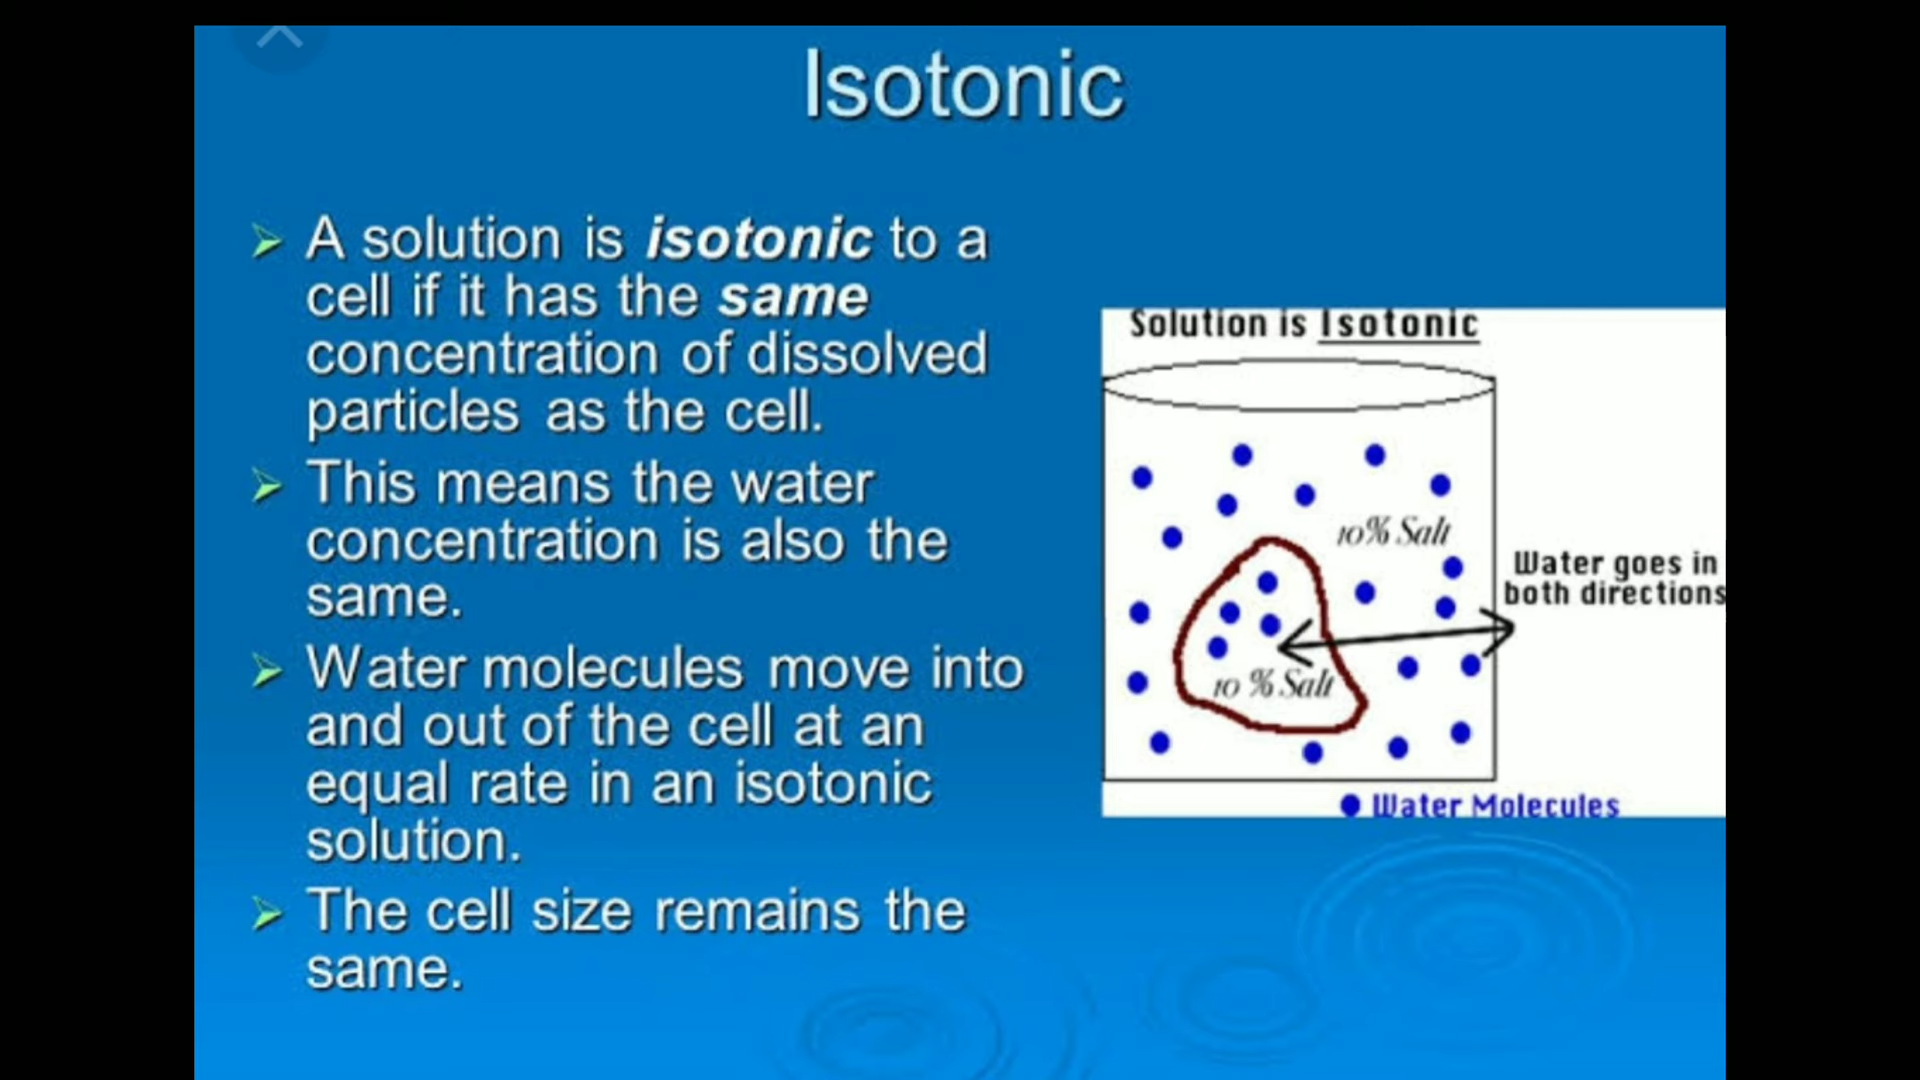 Isotonic
A solution is isotonic to a
cell if it has the same
concentration of dissolved
particles as the cell.
This means the water
concentration is also the
same.
Water molecules move into
and out of the cell at an
equal rate in an isotonic
solution.
The cell size remains the
same.
Solution is Isotonic
10% Salt
Water goes in
both directions
10 % Salt
Water Molecules